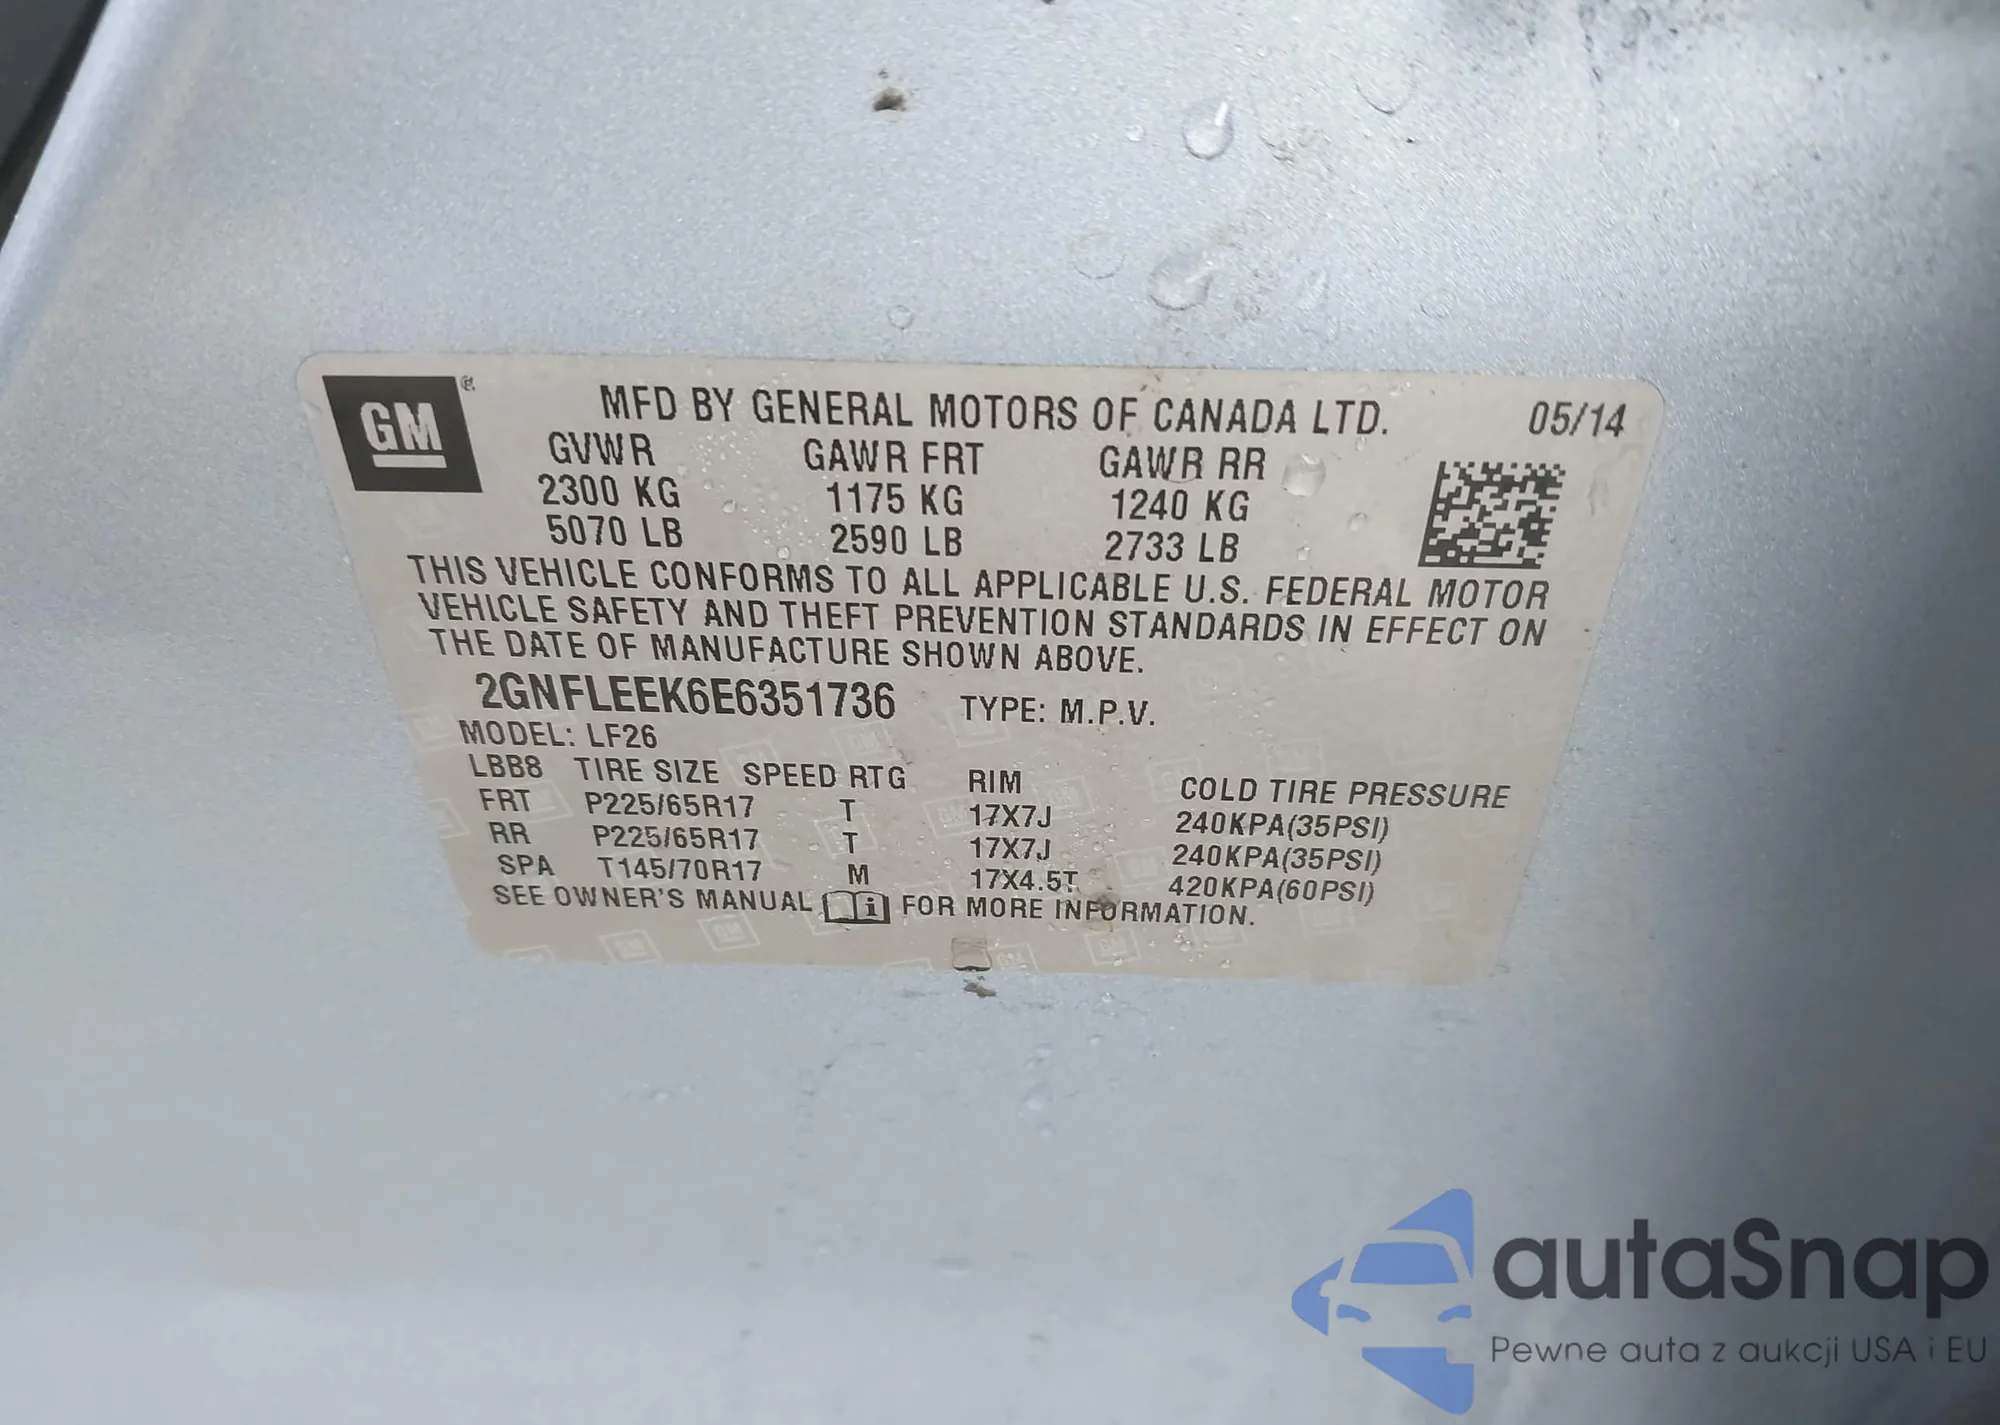 GM
MFD BY GENERAL MOTORS OF CANADA LTD. 05/14
GVWR GAWR FRT GAWR RR
2300 KG 1175 KG 1240 KG
5070 LB 2590 LB 2733 LB
THIS VEHICLE CONFORMS TO ALL APPLICABLE U.S. FEDERAL MOTOR
VEHICLE SAFETY AND THEFT PREVENTION STANDARDS IN EFFECT ON
THE DATE OF MANUFACTURE SHOWN ABOVE.
2GNFLEEK6E6351736 TYPE: M.P.V.
MODEL: LF26
LBB8 TIRE SIZE SPEED RTG RIM COLD TIRE PRESSURE
FRT P225/65R17 T 17X7J 240KPA(35PSI)
RR P225/65R17 T 17X7J 240KPA(35PSI)
SPA T145/70R17 M 17X4.5T 420KPA(60PSI)
SEE OWNER'S MANUAL i FOR MORE INFORMATION.
autaSnap
Pewne auta z aukcji USA i EU